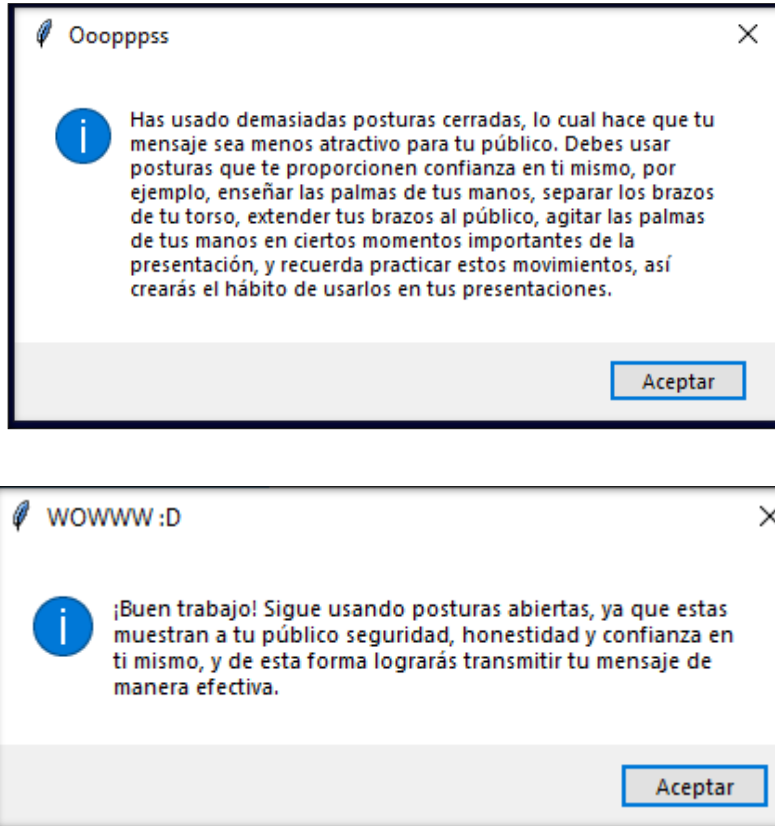 Ooopppss
Has usado demasiadas posturas cerradas, lo cual hace que tu
mensaje sea menos atractivo para tu público. Debes usar
posturas que te proporcionen confianza en ti mismo, por
ejemplo, enseñar las palmas de tus manos, separar los brazos
de tu torso, extender tus brazos al público, agitar las palmas
de tus manos en ciertos momentos importantes de la
presentación, y recuerda practicar estos movimientos, así
crearás el hábito de usarlos en tus presentaciones.
Aceptar
WOWWW :D
¡Buen trabajo! Sigue usando posturas abiertas, ya que estas
muestran a tu público seguridad, honestidad y confianza en
ti mismo, y de esta forma lograrás transmitir tu mensaje de
manera efectiva.
Aceptar